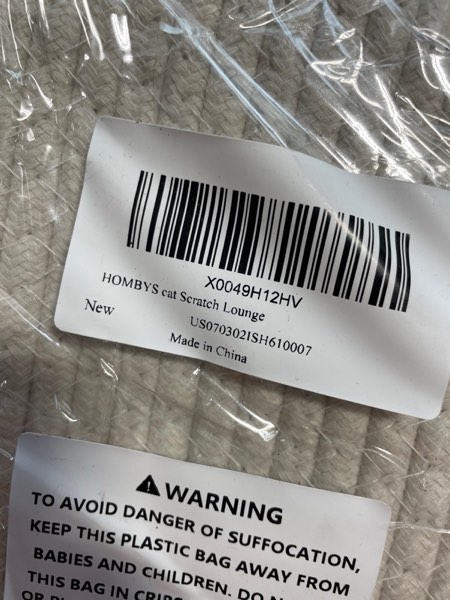 X0049H12HV
HOMBYS cat Scratch Lounge
New
US070302ISH610007
Made in China
WARNING
TO AVOID DANGER OF SUFFOCATION,
KEEP THIS PLASTIC BAG AWAY FROM
BABIES AND CHILDREN. DO
THIS BAG IN
OR